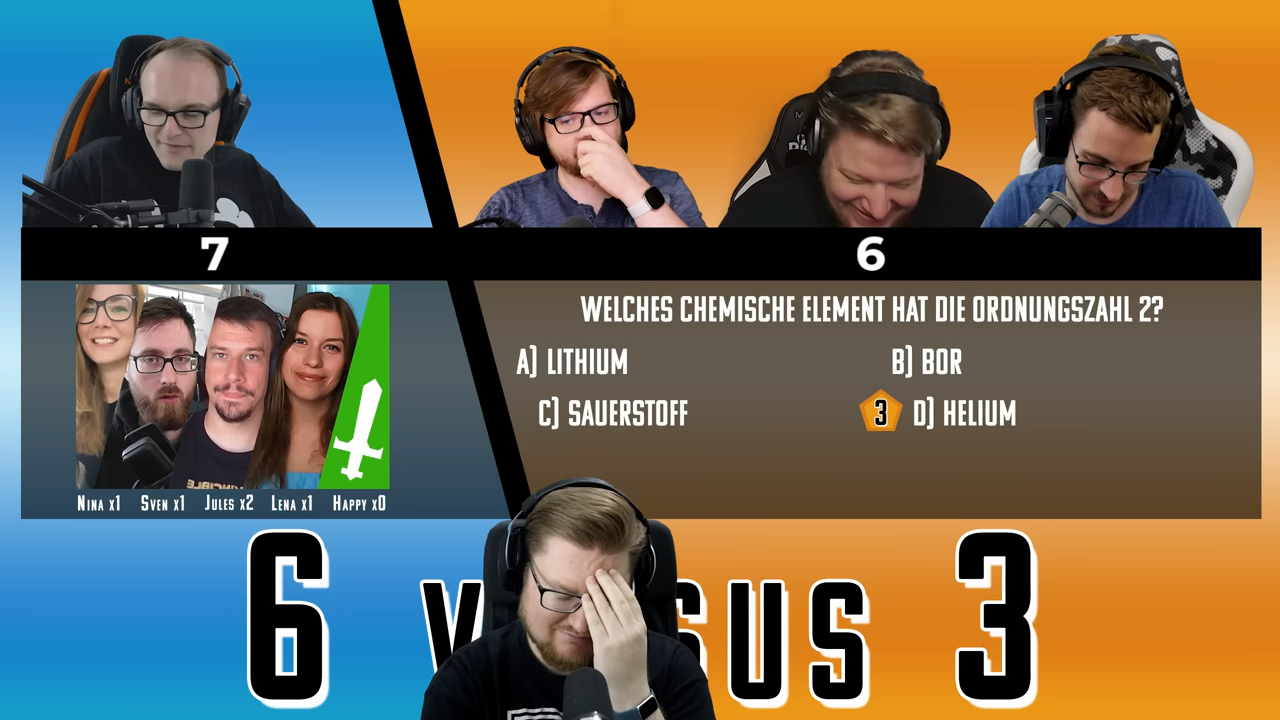 7
6
WELCHES CHEMISCHE ELEMENT HAT DIE ORDNUNGSZAHL 2?
A) LITHIUM
B) BOR
C) SAUERSTOFF
3 D) HELIUM
NINA X1 SVEN X1 JULES X2 LENA X1 HAPPY X0
6 V SUS 3